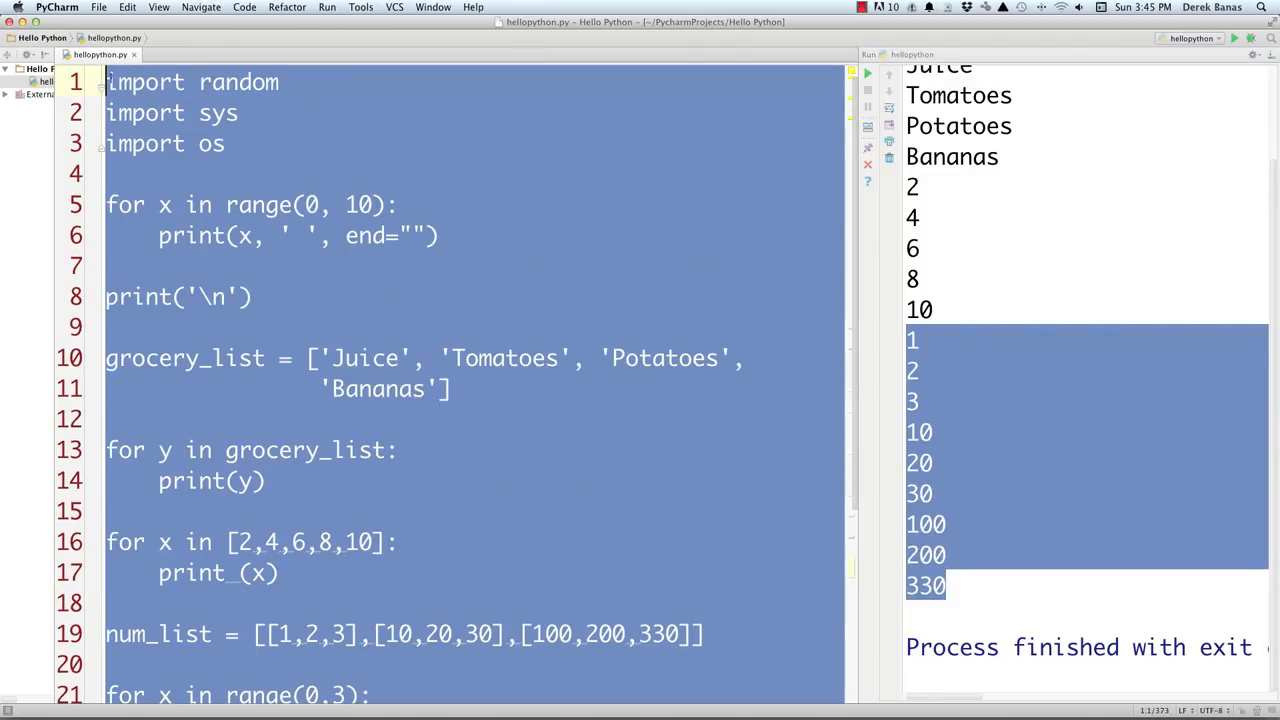 PyCharm File Edit View Navigate Code Refactor Run Tools VCS Window Help 10 Sun 3:45 PM Derek Banas
hellopython.py – Hello Python – [~/PycharmProjects/Hello Python]
Hello Python hellopython.py hellopython
hellopython.py
Run hellopython
Hello P
hell
Extern
1 import random
2 import sys
3 import os
4
5 for x in range(0, 10):
6 print(x, ' ', end="")
7
8 print('\n')
9
10 grocery_list = ['Juice', 'Tomatoes', 'Potatoes',
11 'Bananas']
12
13 for y in grocery_list:
14 print(y)
15
16 for x in [2,4,6,8,10]:
17 print (x)
18
19 num_list = [[1,2,3],[10,20,30],[100,200,330]]
20
21 for x in range(0,3):
Juice
Tomatoes
Potatoes
Bananas
2
4
6
8
10
1
2
3
10
20
30
100
200
330
Process finished with exit
1:1/373 LF UTF-8